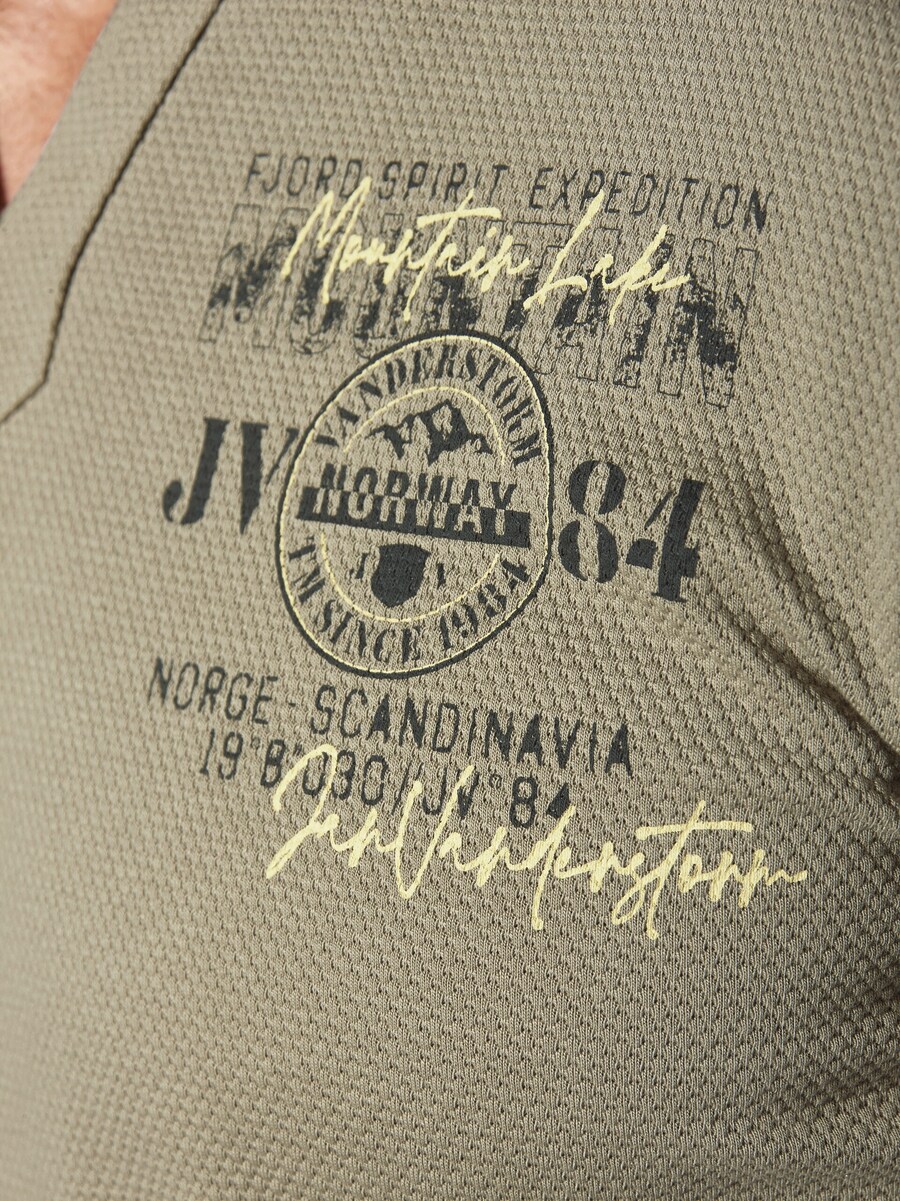 FJORD SPIRIT EXPEDITION
Mountain Lake
MOUNTAIN
VANDERSTORM
JV
NORWAY
84
J V
TM SINCE 1984
NORGE - SCANDINAVIA
19°8°030/JV°84
Jan Vanderstorm